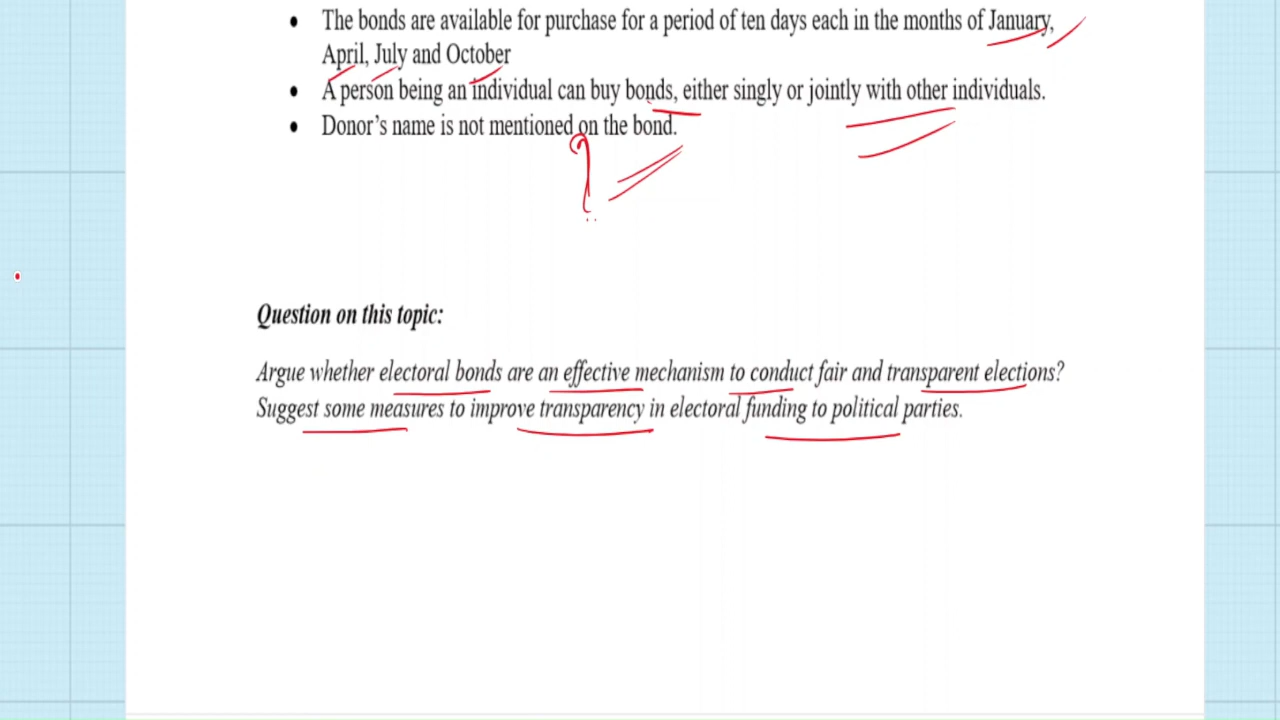 • The bonds are available for purchase for a period of ten days each in the months of January,
April, July and October
• A person being an individual can buy bonds, either singly or jointly with other individuals.
• Donor’s name is not mentioned on the bond.
?
Question on this topic:
Argue whether electoral bonds are an effective mechanism to conduct fair and transparent elections?
Suggest some measures to improve transparency in electoral funding to political parties.